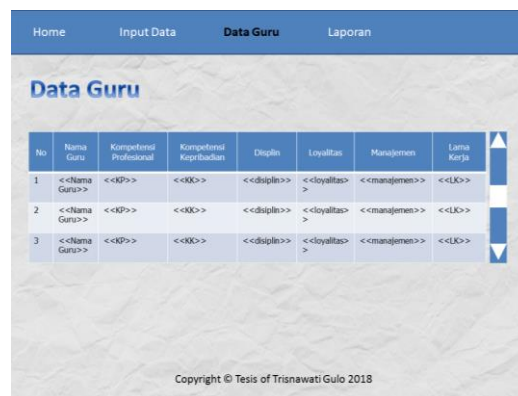 Home Input Data Data Guru Laporan
Data Guru
No Nama Guru Kompetensi Profesional Kompetensi Kepribadian Displin Loyalitas Manajemen Lama Kerja
1 <<Nama Guru>> <<KP>> <<KK>> <<disiplin>> <<loyalitas>> <<manajemen>> <<LK>>
2 <<Nama Guru>> <<KP>> <<KK>> <<disiplin>> <<loyalitas>> <<manajemen>> <<LK>>
3 <<Nama Guru>> <<KP>> <<KK>> <<disiplin>> <<loyalitas>> <<manajemen>> <<LK>>
Copyright © Tesis of Trisnawati Gulo 2018